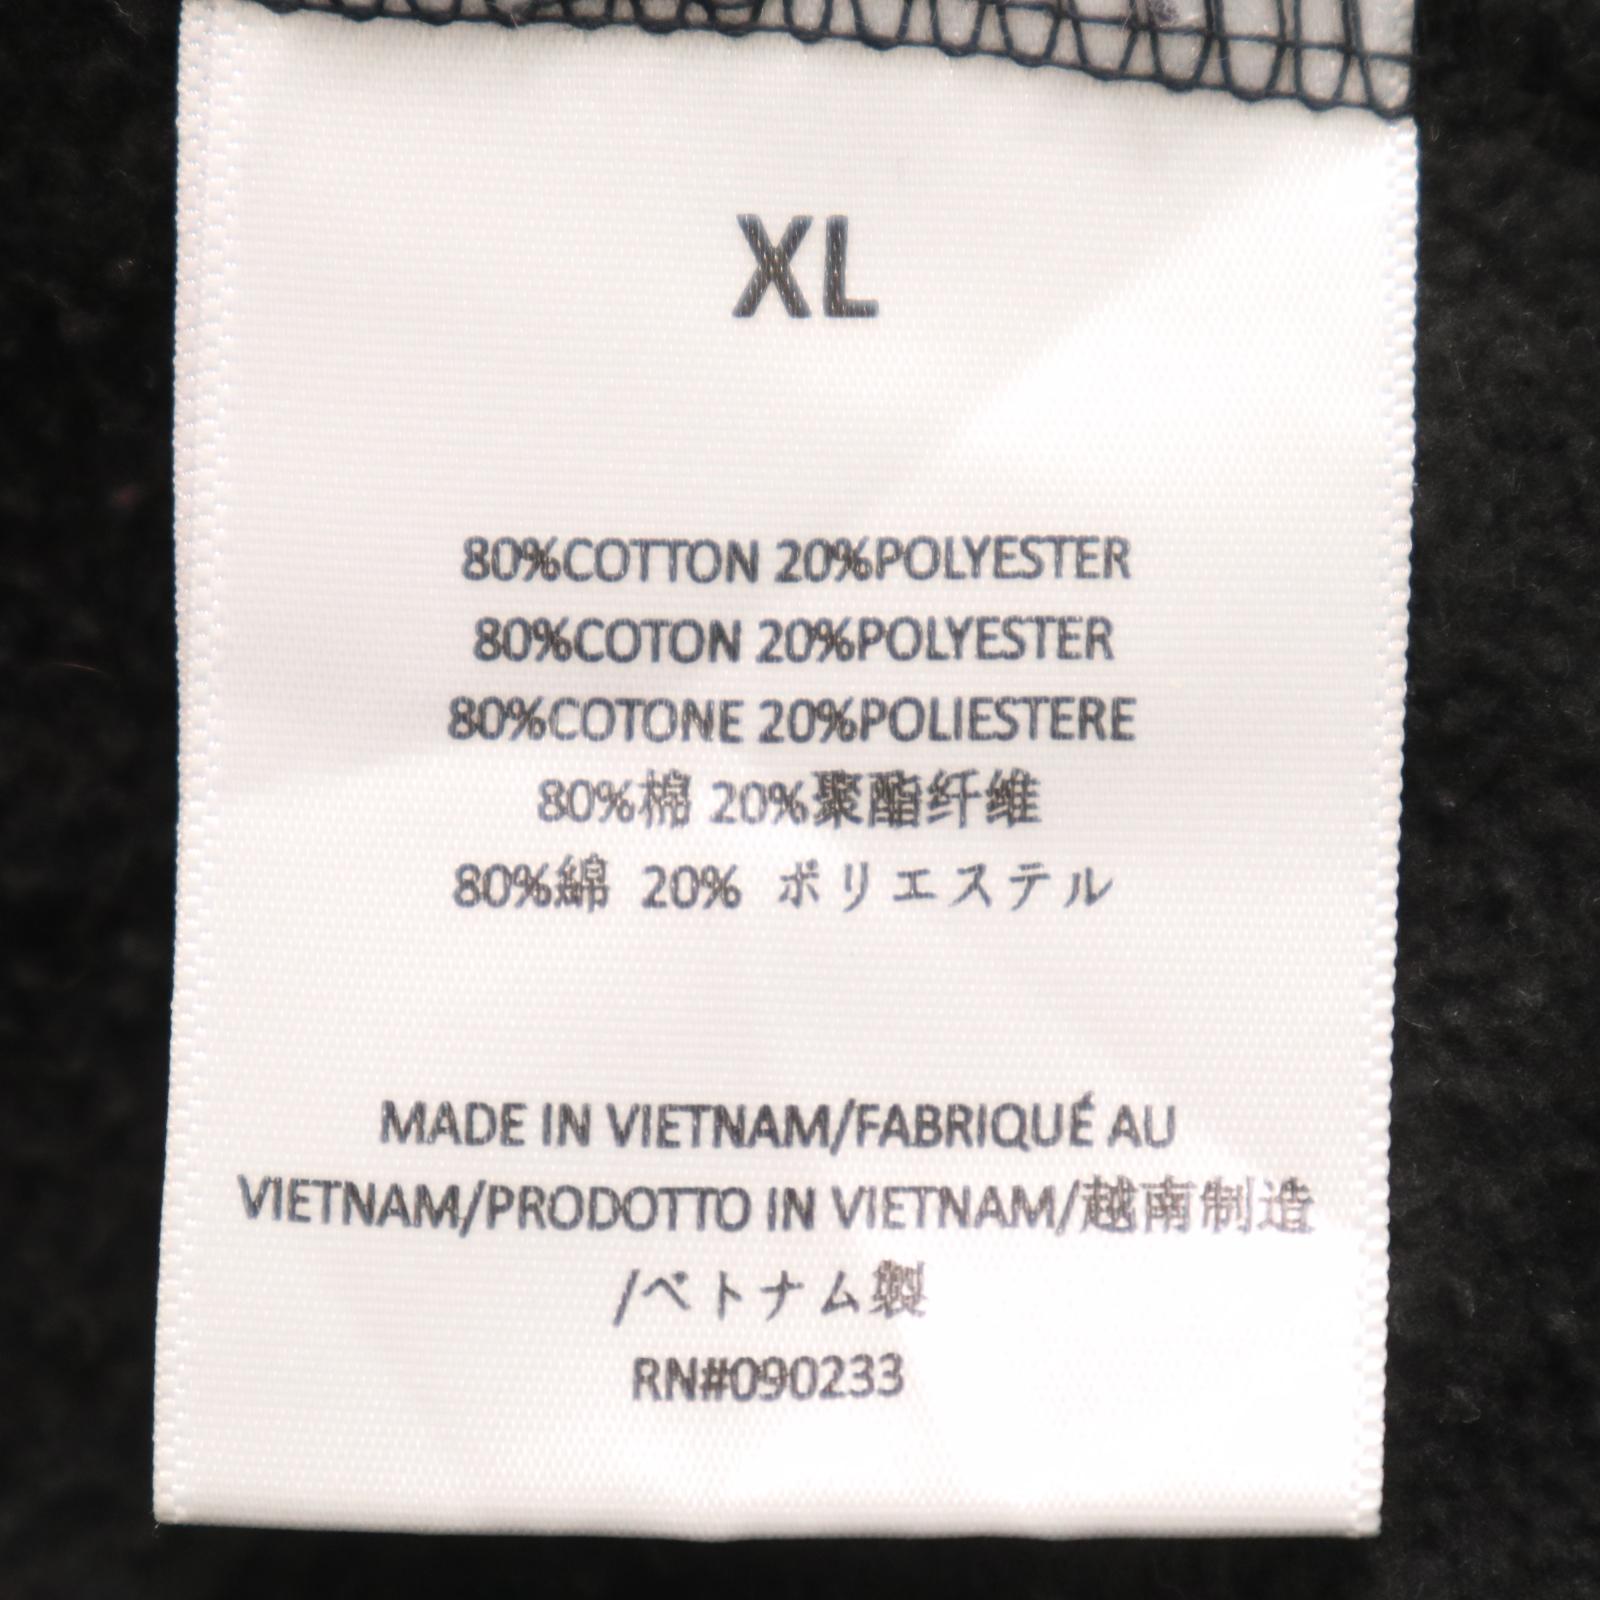 XL
80%COTTON 20%POLYESTER
80%COTON 20%POLYESTER
80%COTONE 20%POLIESTERE
80%棉 20%聚酯纤维
80%綿 20% ポリエステル
MADE IN VIETNAM/FABRIQUÉ AU
VIETNAM/PRODOTTO IN VIETNAM/越南制造
/ベトナム製
RN#090233